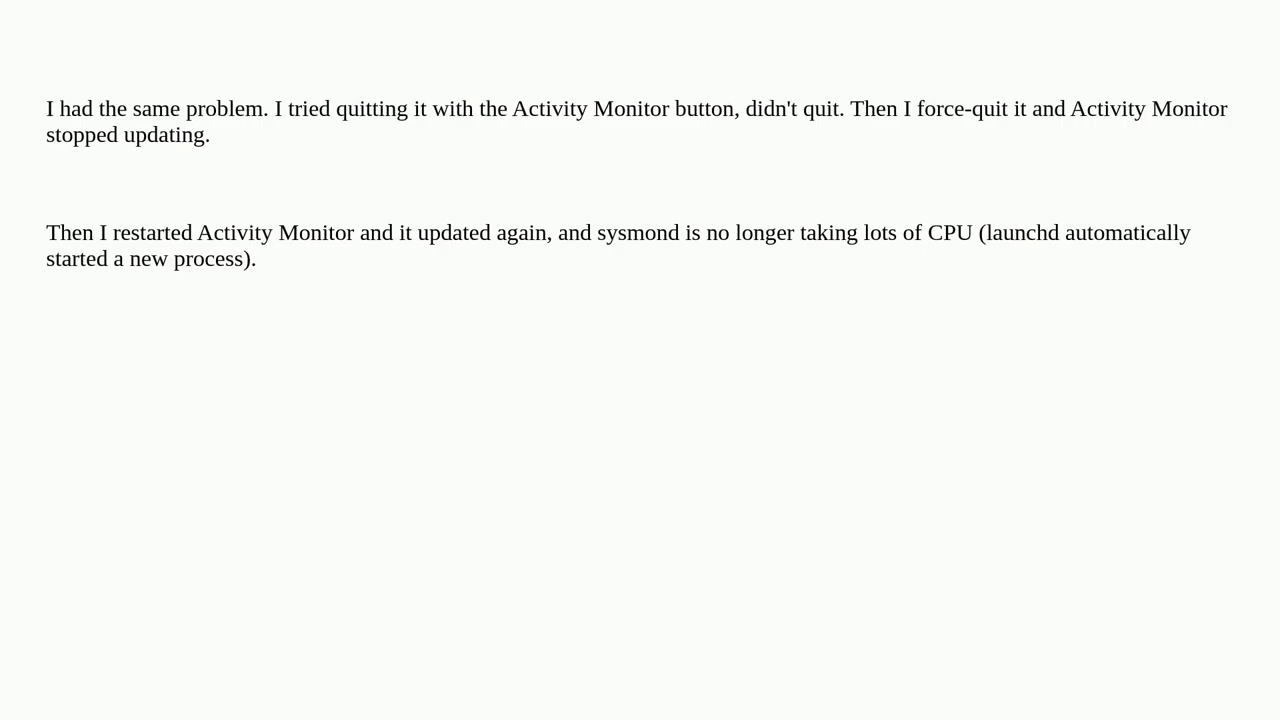 I had the same problem. I tried quitting it with the Activity Monitor button, didn't quit. Then I force-quit it and Activity Monitor
stopped updating.
Then I restarted Activity Monitor and it updated again, and sysmond is no longer taking lots of CPU (launchd automatically
started a new process).